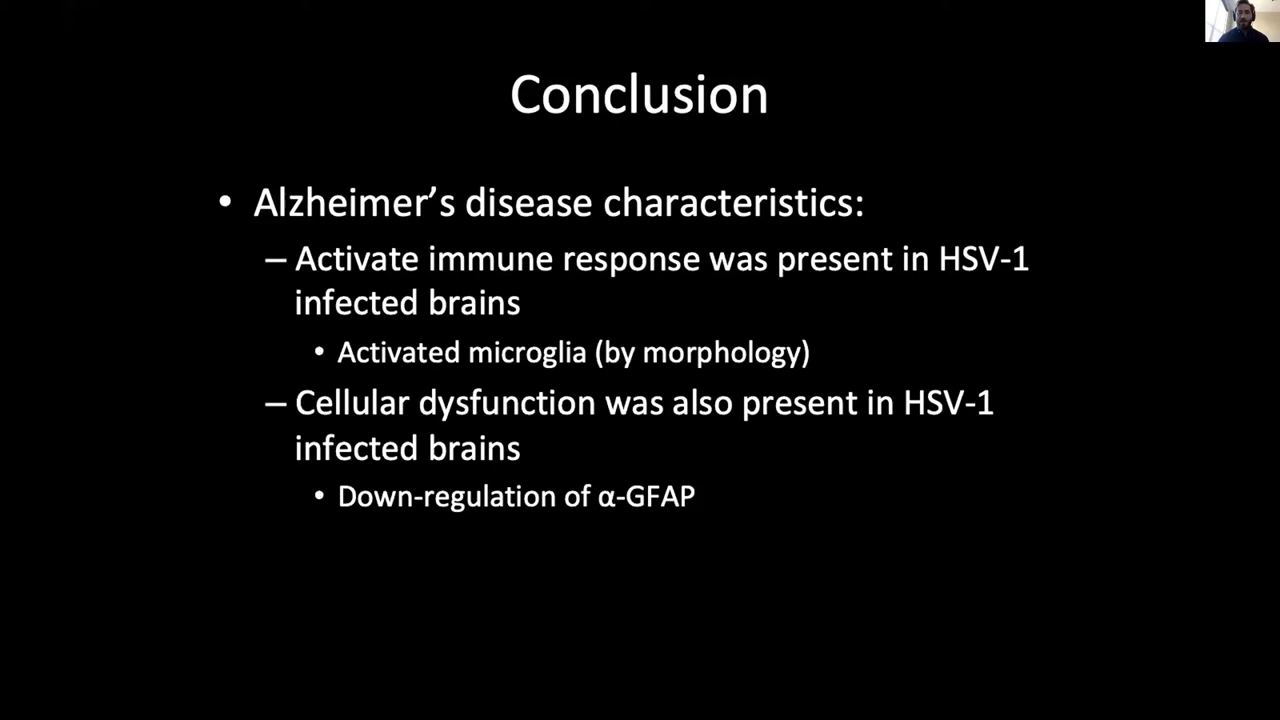 Conclusion
• Alzheimer’s disease characteristics:
– Activate immune response was present in HSV-1
infected brains
• Activated microglia (by morphology)
– Cellular dysfunction was also present in HSV-1
infected brains
• Down-regulation of α-GFAP